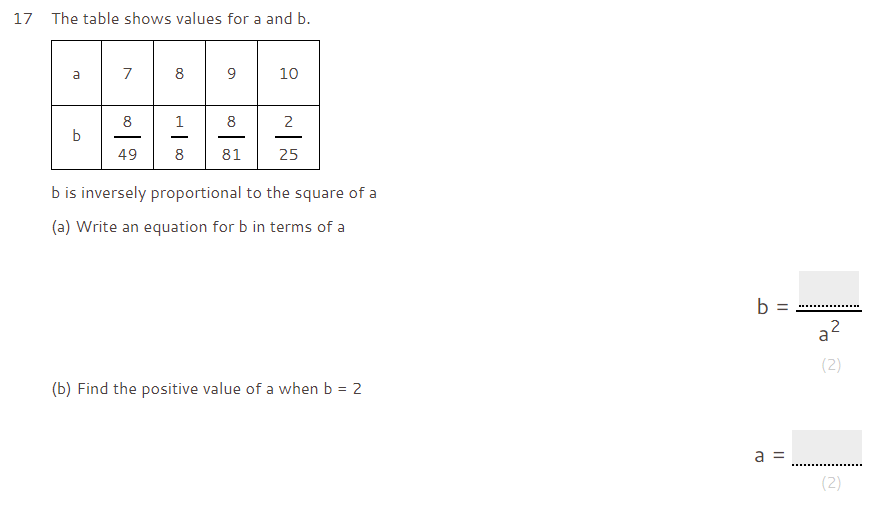 17 The table shows values for a and b.
a 7 8 9 10
b 8/49 1/8 8/81 2/25
b is inversely proportional to the square of a
(a) Write an equation for b in terms of a
b = ——
a²
(2)
(b) Find the positive value of a when b = 2
a =
(2)